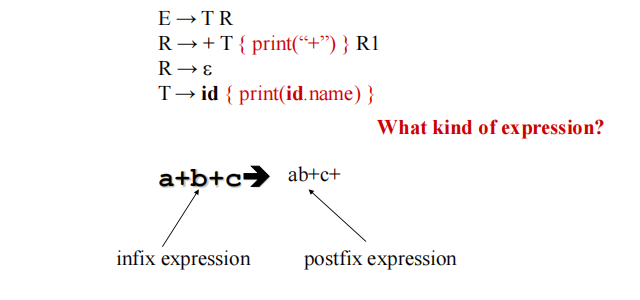 E → T R
R → + T { print(“+”) } R1
R → ε
T → id { print(id.name) }
What kind of expression?
a+b+c➔ ab+c+
infix expression postfix expression